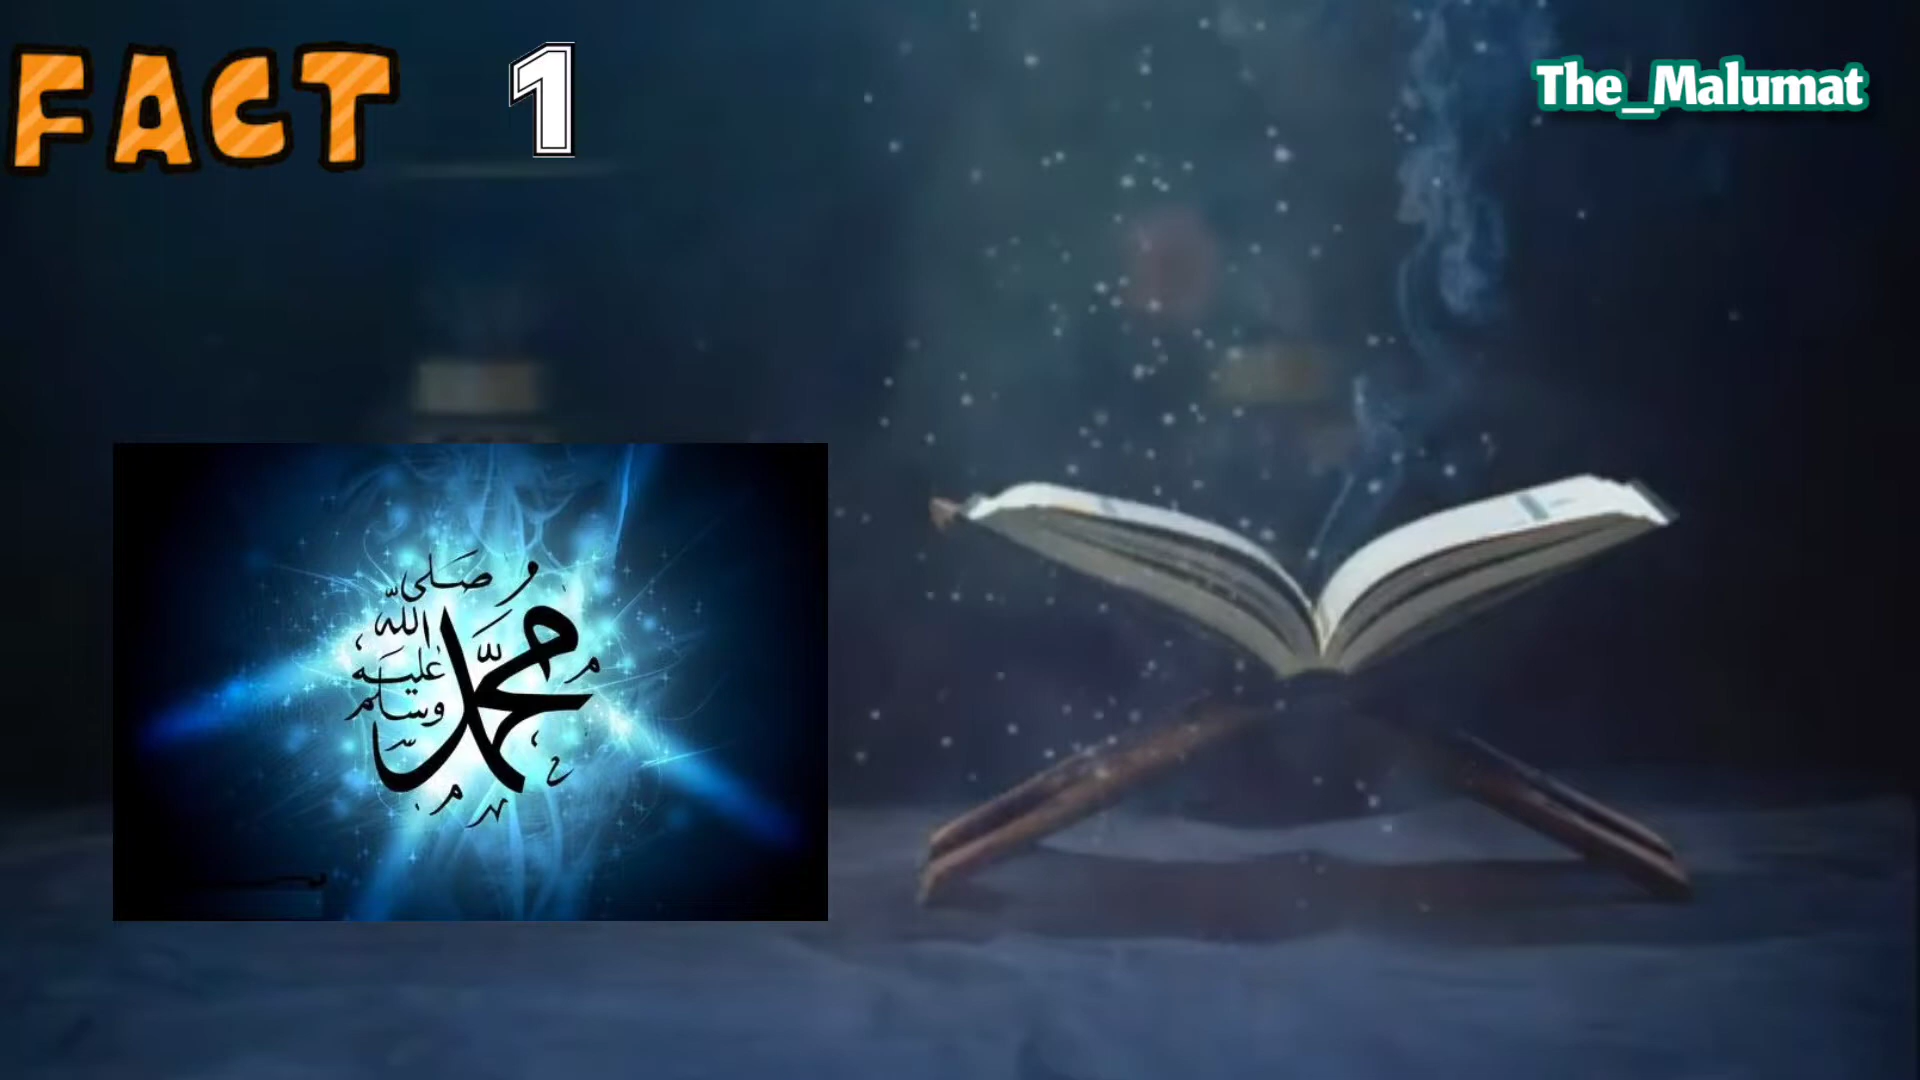 FACT 1
The_Malumat
محمد
صلى
الله
عليه
وسلم